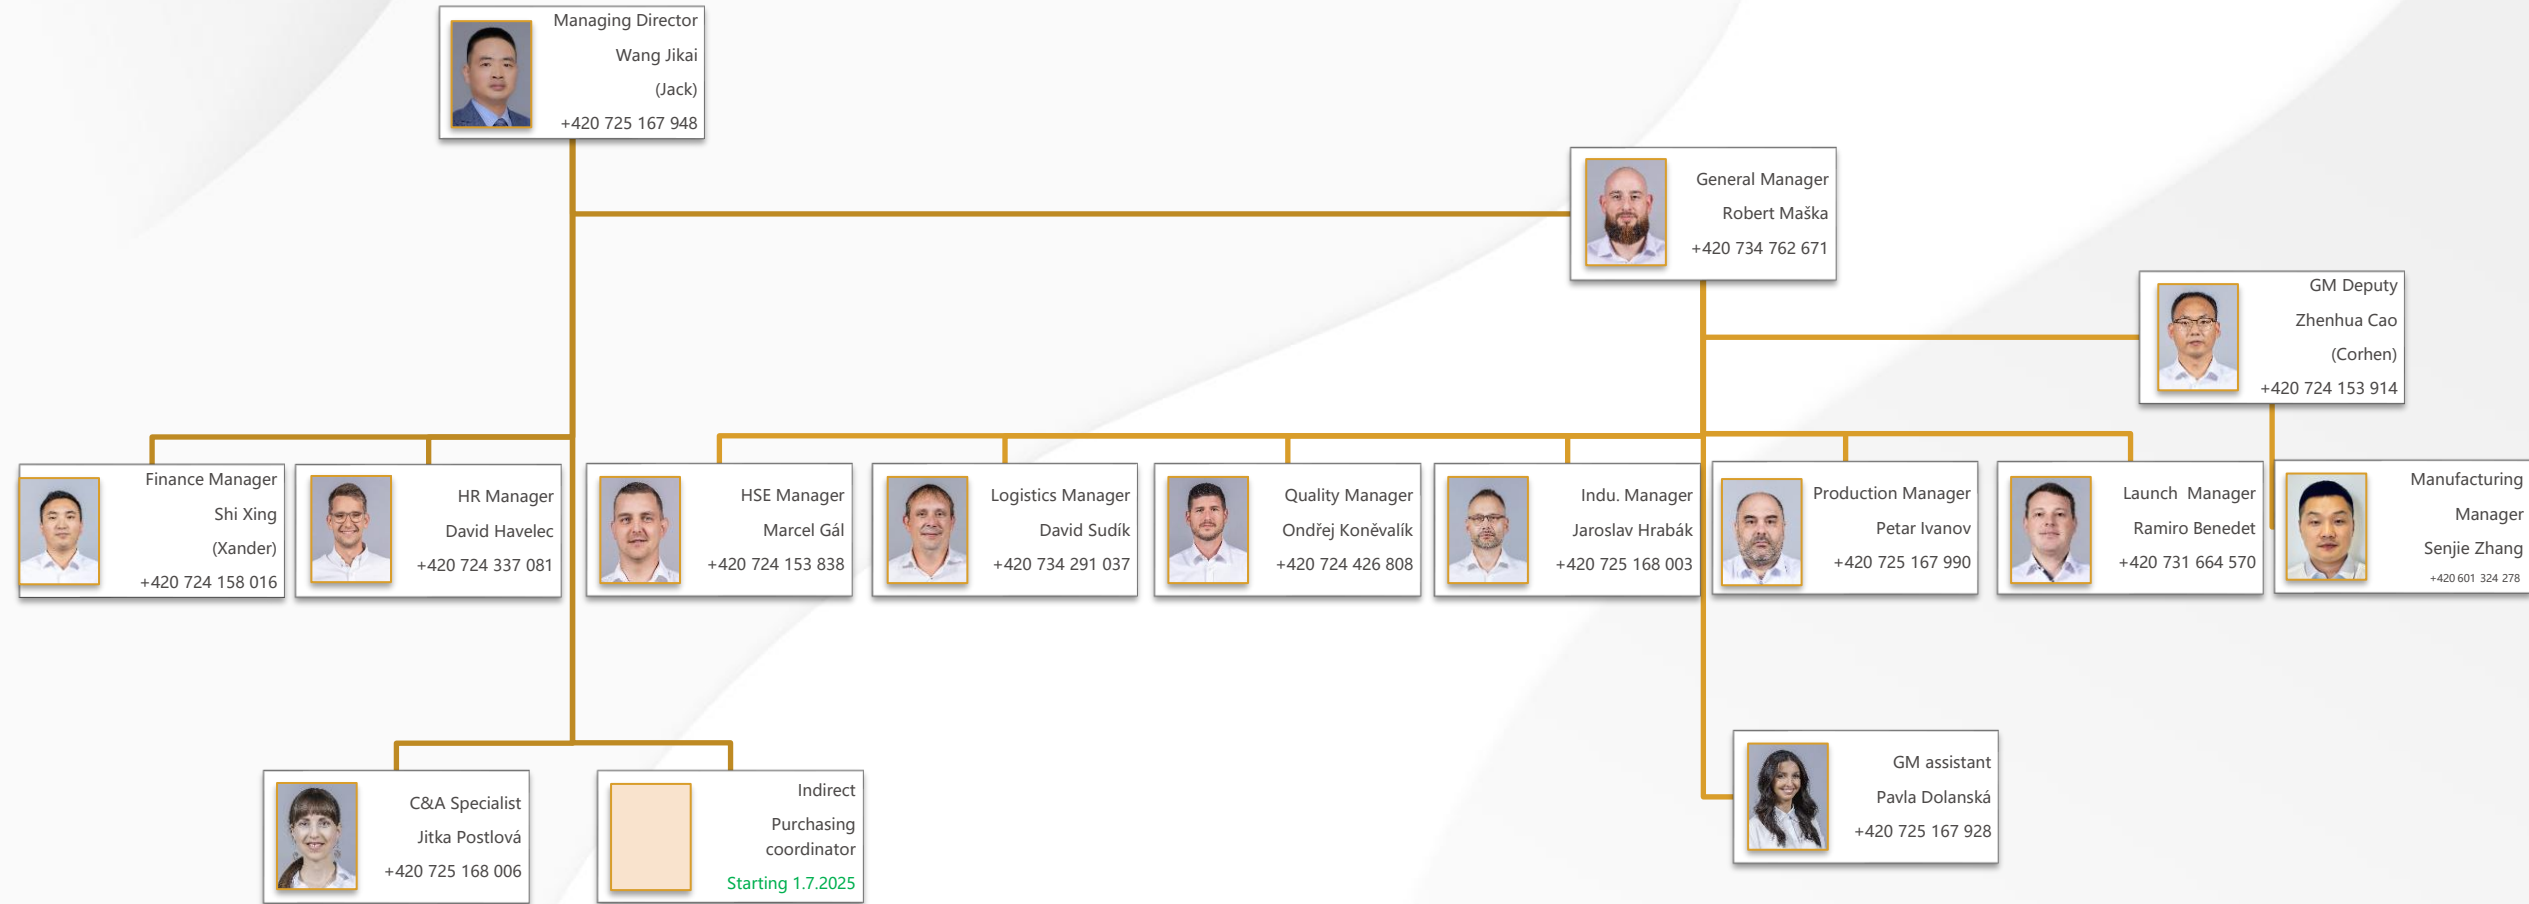 Managing Director
Wang Jikai
(Jack)
+420 725 167 948
General Manager
Robert Maška
+420 734 762 671
GM Deputy
Zhenhua Cao
(Corhen)
+420 724 153 914
Finance Manager
Shi Xing
(Xander)
+420 724 158 016
HR Manager
David Havelec
+420 724 337 081
HSE Manager
Marcel Gál
+420 724 153 838
Logistics Manager
David Sudík
+420 734 291 037
Quality Manager
Ondřej Koněvalík
+420 724 426 808
Indu. Manager
Jaroslav Hrabák
+420 725 168 003
Production Manager
Petar Ivanov
+420 725 167 990
Launch  Manager
Ramiro Benedet
+420 731 664 570
Manufacturing
Manager
Senjie Zhang
+420 601 324 278
C&A Specialist
Jitka Postlová
+420 725 168 006
Indirect
Purchasing
coordinator
Starting 1.7.2025
GM assistant
Pavla Dolanská
+420 725 167 928